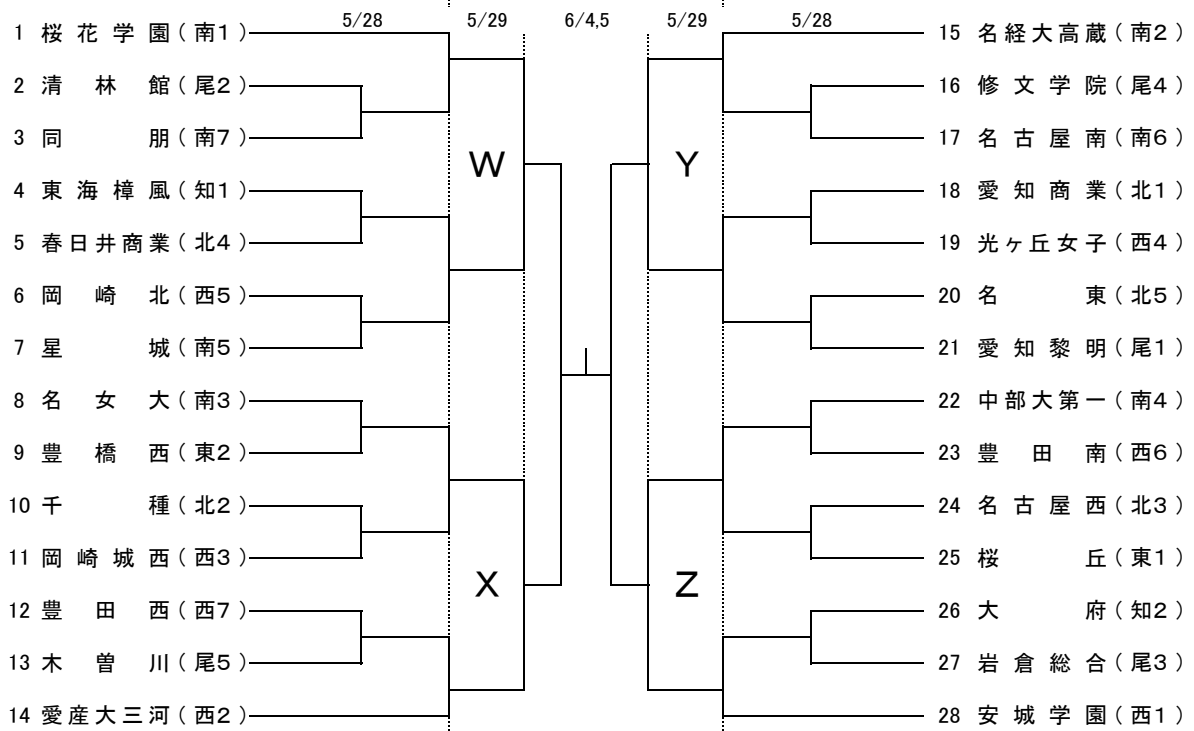 5/28 5/29 6/4,5 5/29 5/28
1 桜花学園(南1)
2 清林館(尾2)
3 同朋(南7)
4 東海樟風(知1)
5 春日井商業(北4)
6 岡崎北(西5)
7 星城(南5)
8 名女大(南3)
9 豊橋西(東2)
10 千種(北2)
11 岡崎城西(西3)
12 豊田西(西7)
13 木曽川(尾5)
14 愛産大三河(西2)
W
X
Y
Z
15 名経大高蔵(南2)
16 修文学院(尾4)
17 名古屋南(南6)
18 愛知商業(北1)
19 光ヶ丘女子(西4)
20 名東(北5)
21 愛知黎明(尾1)
22 中部大第一(南4)
23 豊田南(西6)
24 名古屋西(北3)
25 桜丘(東1)
26 大府(知2)
27 岩倉総合(尾3)
28 安城学園(西1)